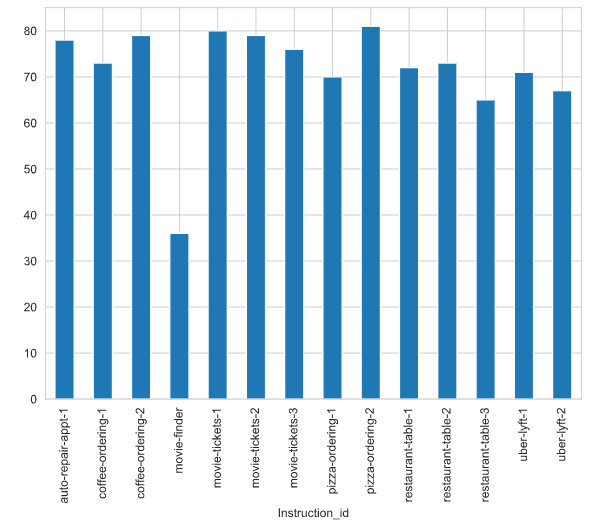 80
70
60
50
40
30
20
10
0
auto-repair-appt-1
coffee-ordering-1
coffee-ordering-2
movie-finder
movie-tickets-1
movie-tickets-2
movie-tickets-3
pizza-ordering-1
pizza-ordering-2
restaurant-table-1
restaurant-table-2
restaurant-table-3
uber-lyft-1
uber-lyft-2
Instruction_id